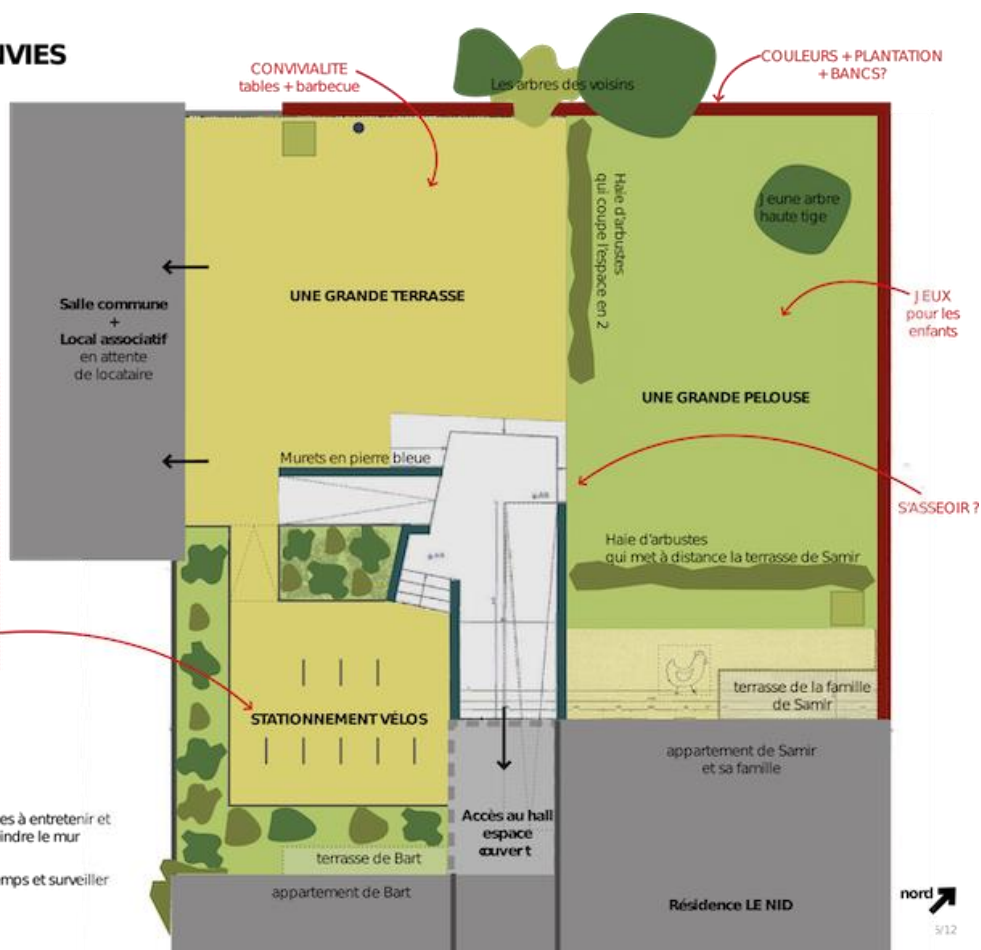 IVIES
CONVIVIALITE
tables + barbecue
Les arbres des voisins
COULEURS + PLANTATION
+ BANCS?
Jeune arbre
haute tige
Haie d'arbustes
qui coupe l'espace en 2
UNE GRANDE TERRASSE
Salle commune
+
Local associatif
en attente
de locataire
JEUX
pour les
enfants
UNE GRANDE PELOUSE
Murets en pierre bleue
S'ASSEOIR ?
Haie d'arbustes
qui met à distance la terrasse de Samir
terrasse de la famille
de Samir
STATIONNEMENT VÉLOS
appartement de Samir
et sa famille
Accès au hall
espace
ouvert
es à entretenir et
indre le mur
emps et surveiller
terrasse de Bart
appartement de Bart
Résidence LE NID
nord
5/12